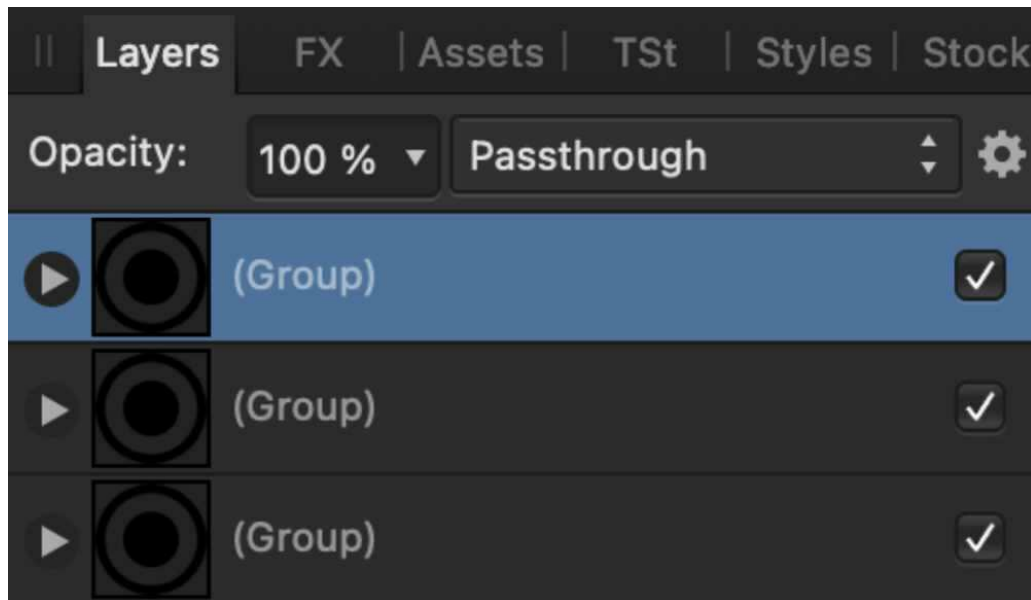 Layers FX | Assets | TSt | Styles | Stock
Opacity: 100 % Passthrough
(Group)
(Group)
(Group)